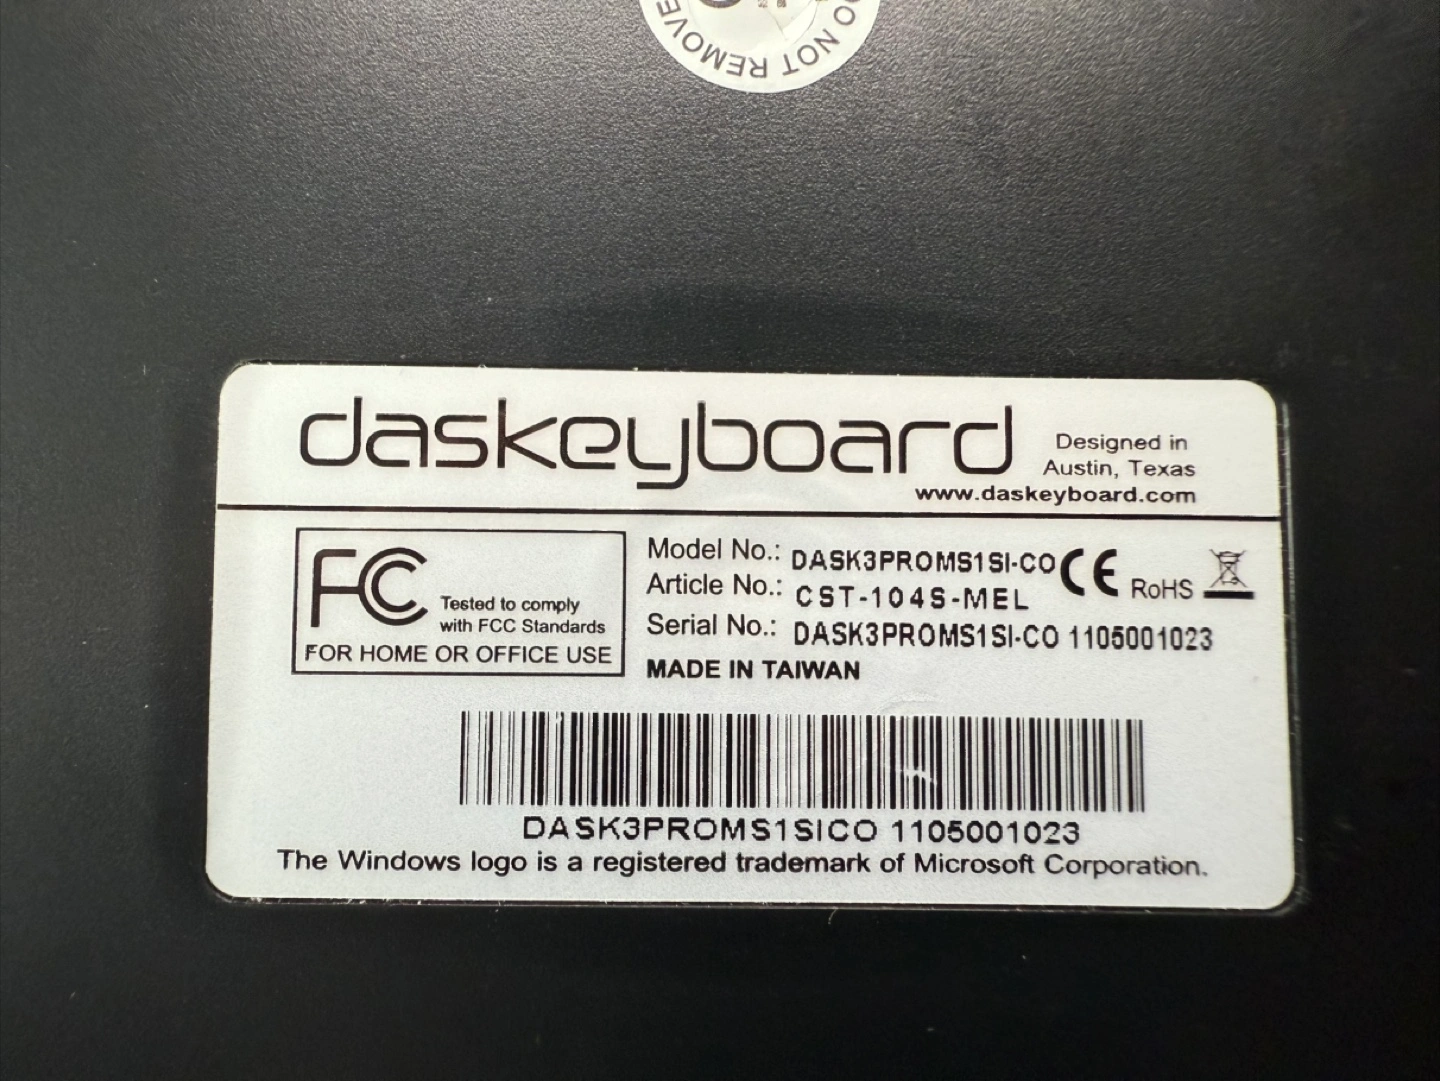 DO NOT REMOVE
daskeyboard
Designed in
Austin, Texas
www.daskeyboard.com
FC Tested to comply
with FCC Standards
FOR HOME OR OFFICE USE
Model No.: DASK3PROMS1SI-CO CE RoHS
Article No.: CST-104S-MEL
Serial No.: DASK3PROMS1SI-CO 1105001023
MADE IN TAIWAN
DASK3PROMS1SICO 1105001023
The Windows logo is a registered trademark of Microsoft Corporation.